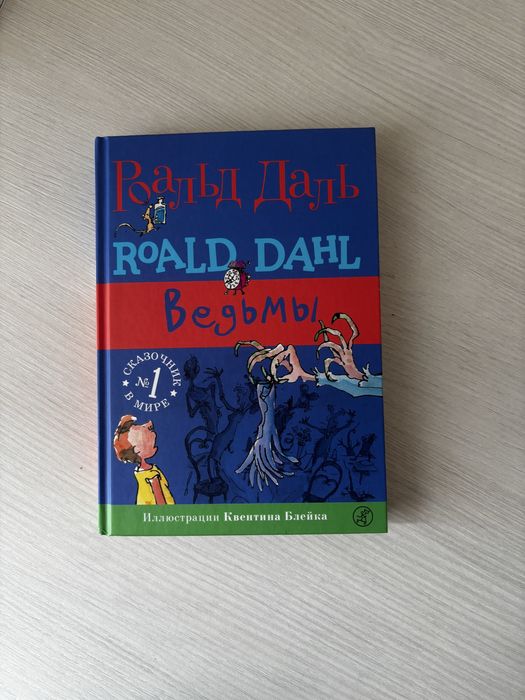 Роальд Даль
ROALD DAHL
Ведьмы
СКАЗОЧНИК
№1
В МИРЕ
Иллюстрации Квентина Блейка